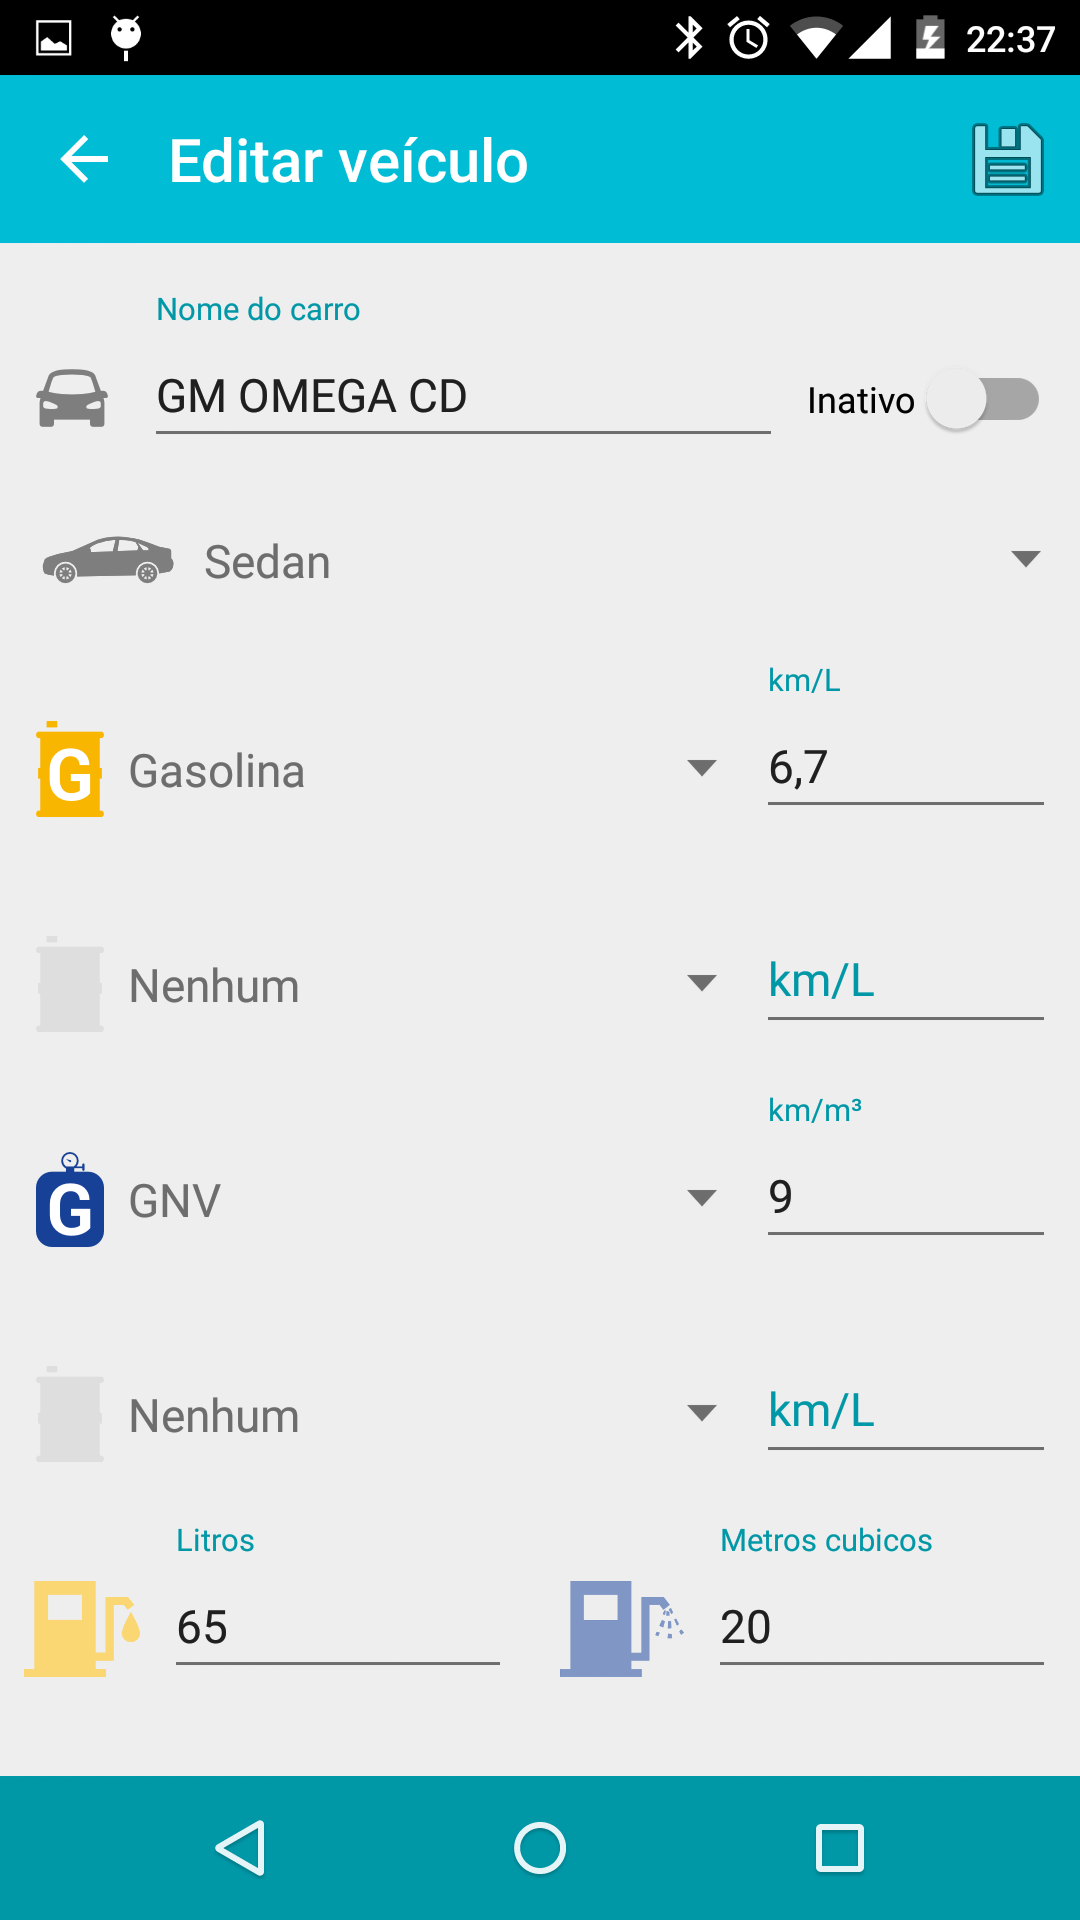 22:37
Editar veículo
Nome do carro
GM OMEGA CD
Inativo
Sedan
km/L
G Gasolina
6,7
Nenhum
km/L
km/m³
G GNV
9
Nenhum
km/L
Litros
Metros cubicos
65
20